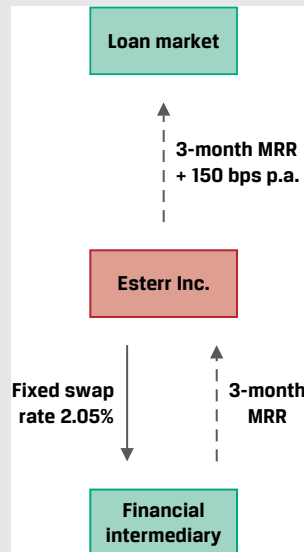 Loan market
3-month MRR
+ 150 bps p.a.
Esterr Inc.
Fixed swap
rate 2.05%
3-month
MRR
Financial
intermediary